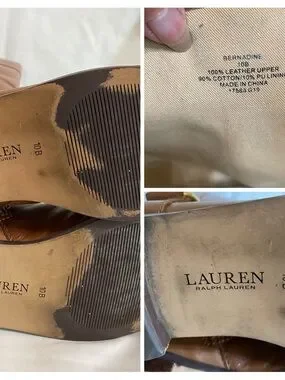 EN
LAUREN
10B
10B
BERNADINE
10B
100% LEATHER UPPER
90% COTTON/10% PU LINING
MADE IN CHINA
LAUREN
RALPH LAUREN